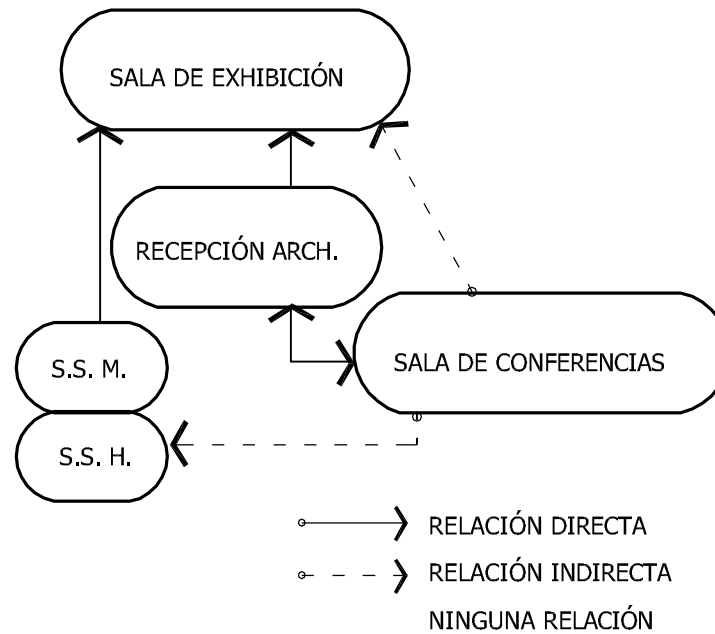 SALA DE EXHIBICIÓN
RECEPCIÓN ARCH.
SALA DE CONFERENCIAS
S.S. M.
S.S. H.
RELACIÓN DIRECTA
RELACIÓN INDIRECTA
NINGUNA RELACIÓN